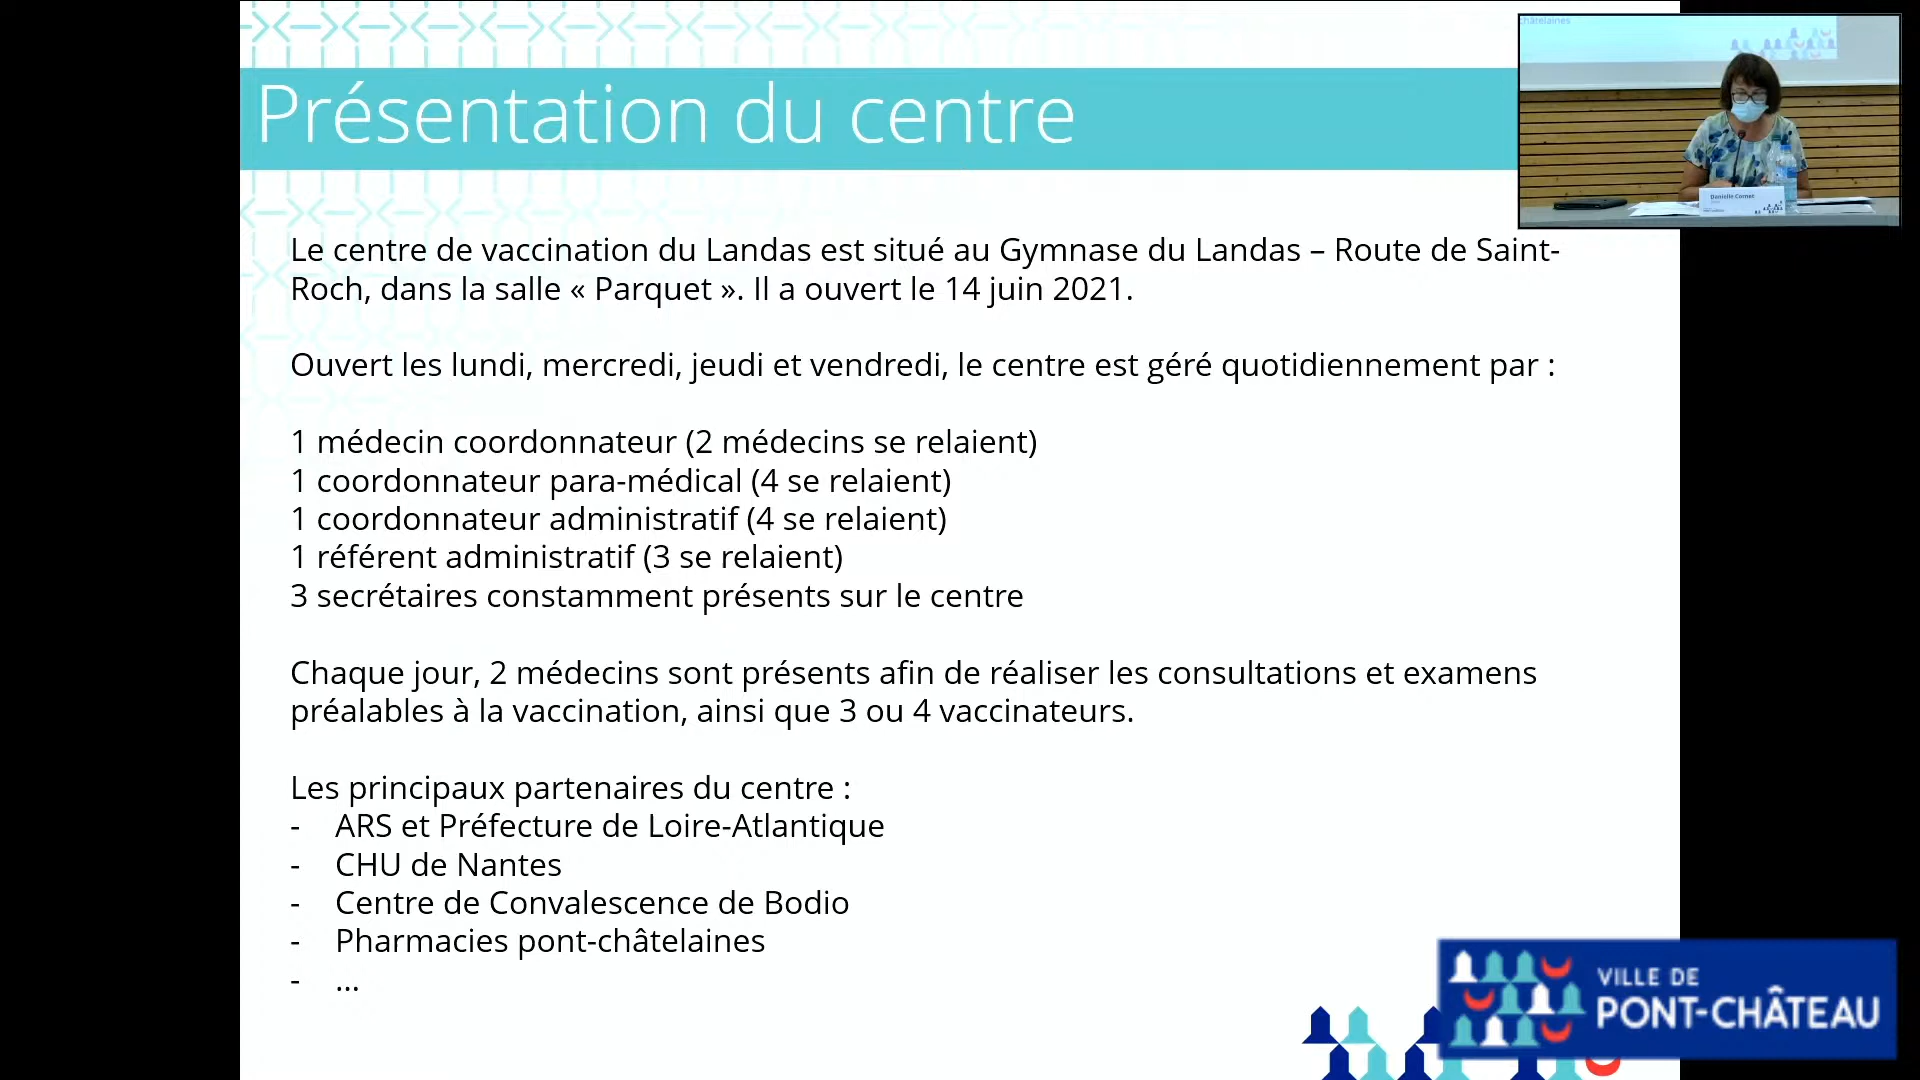 Présentation du centre
châtelaines
Danielle Cornet
Le centre de vaccination du Landas est situé au Gymnase du Landas – Route de Saint-
Roch, dans la salle « Parquet ». Il a ouvert le 14 juin 2021.
Ouvert les lundi, mercredi, jeudi et vendredi, le centre est géré quotidiennement par :
1 médecin coordonnateur (2 médecins se relaient)
1 coordonnateur para-médical (4 se relaient)
1 coordonnateur administratif (4 se relaient)
1 référent administratif (3 se relaient)
3 secrétaires constamment présents sur le centre
Chaque jour, 2 médecins sont présents afin de réaliser les consultations et examens
préalables à la vaccination, ainsi que 3 ou 4 vaccinateurs.
Les principaux partenaires du centre :
- ARS et Préfecture de Loire-Atlantique
- CHU de Nantes
- Centre de Convalescence de Bodio
- Pharmacies pont-châtelaines
- ...
VILLE DE
PONT-CHÂTEAU